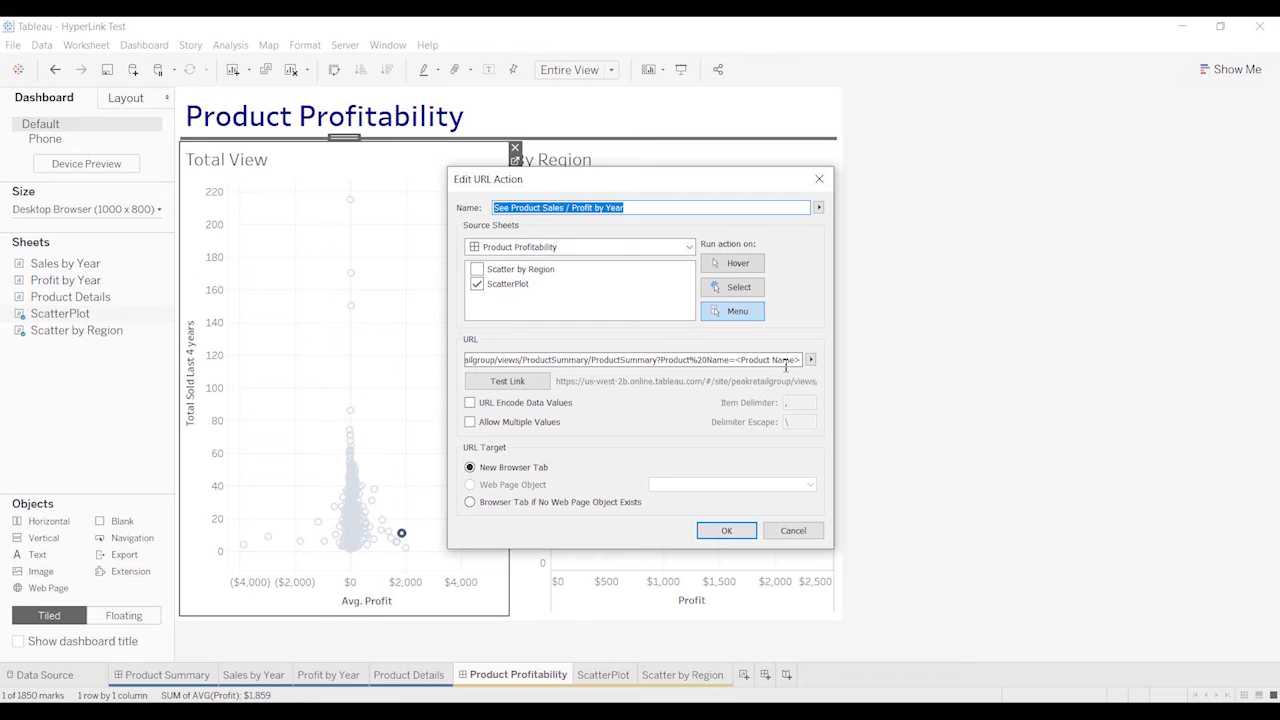 Tableau - HyperLink Test
File Data Worksheet Dashboard Story Analysis Map Format Server Window Help
Entire View
Show Me
Dashboard Layout
Default
Phone
Device Preview
Size
Desktop Browser (1000 x 800)
Sheets
Sales by Year
Profit by Year
Product Details
ScatterPlot
Scatter by Region
Objects
Horizontal Blank
Vertical Navigation
Text Export
Image Extension
Web Page
Tiled Floating
Show dashboard title
Product Profitability
Total View
By Region
Total Sold Last 4 years
220
200
180
160
140
120
100
80
60
40
20
0
($4,000) ($2,000) $0 $2,000 $4,000
Avg. Profit
0
$0 $500 $1,000 $1,500 $2,000 $2,500
Profit
Edit URL Action
Name: See Product Sales / Profit by Year
Source Sheets
Product Profitability
Scatter by Region
ScatterPlot
Run action on:
Hover
Select
Menu
URL
ailgroup/views/ProductSummary/ProductSummary?Product%20Name=<Product Name>
Test Link https://us-west-2b.online.tableau.com/#/site/peakretailgroup/views,
URL Encode Data Values Item Delimiter: ,
Allow Multiple Values Delimiter Escape: \
URL Target
New Browser Tab
Web Page Object
Browser Tab if No Web Page Object Exists
OK Cancel
Data Source Product Summary Sales by Year Profit by Year Product Details Product Profitability ScatterPlot Scatter by Region
1 of 1850 marks 1 row by 1 column SUM of AVG(Profit): $1,859